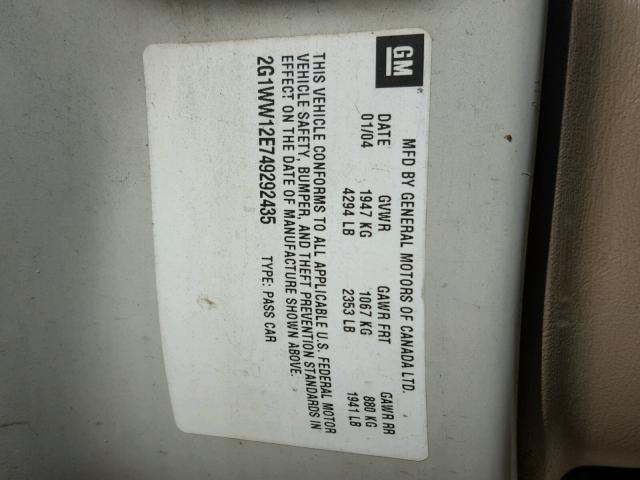 GM
MFD BY GENERAL MOTORS OF CANADA LTD.
DATE GVWR GAWR FRT GAWR RR
01/04 1947 KG 1067 KG 880 KG
4294 LB 2353 LB 1941 LB
THIS VEHICLE CONFORMS TO ALL APPLICABLE U.S. FEDERAL MOTOR
VEHICLE SAFETY, BUMPER, AND THEFT PREVENTION STANDARDS IN
EFFECT ON THE DATE OF MANUFACTURE SHOWN ABOVE.
2G1WW12E749292435 TYPE: PASS CAR